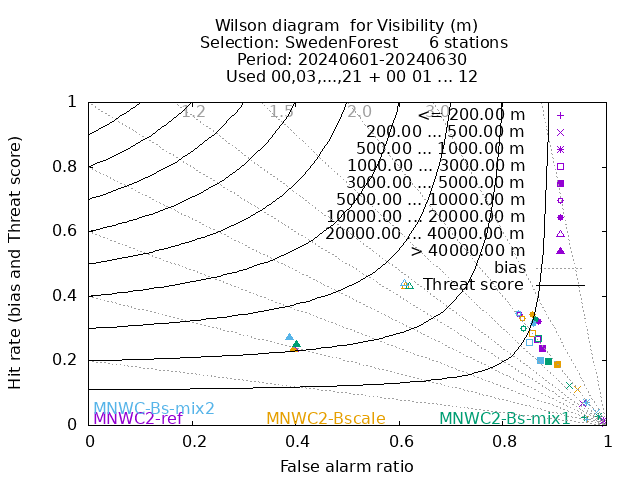 Wilson diagram for Visibility (m)
Selection: SwedenForest 6 stations
Period: 20240601-20240630
Used 00,03,...,21 + 00 01 ... 12
Hit rate (bias and Threat score)
1
0.8
0.6
0.4
0.2
0
1.2 1.5 2.0 3.0
<= 200.00 m
200.00 ... 500.00 m
500.00 ... 1000.00 m
1000.00 ... 3000.00 m
3000.00 ... 5000.00 m
5000.00 ... 10000.00 m
10000.00 ... 20000.00 m
20000.00 ... 40000.00 m
> 40000.00 m
bias
Threat score
MNWC-Bs-mix2
MNWC2-ref MNWC2-Bscale MNWC2-Bs-mix1
0 0.2 0.4 0.6 0.8 1
False alarm ratio